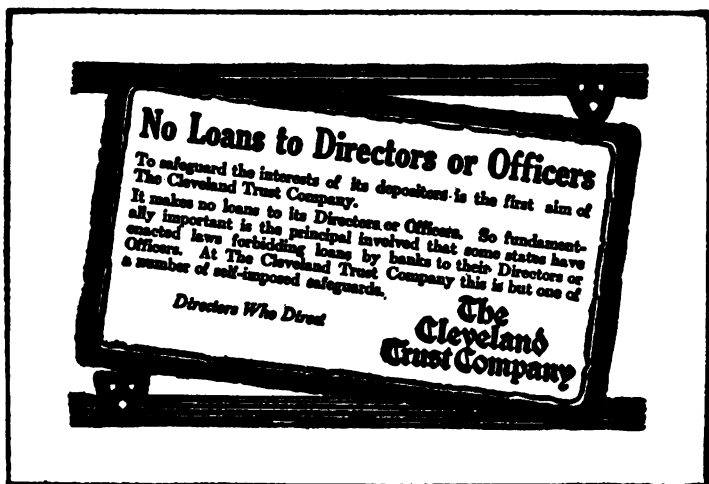 No Loans to Directors or Officers
To safeguard the interests of its depositors is the first aim of
The Cleveland Trust Company.
It makes no loans to its Directors or Officers. So fundament-
ally important is the principal involved that some states have
enacted laws forbidding loans by banks to their Directors or
Officers. At The Cleveland Trust Company this is but one of
a number of self-imposed safeguards.
Directors Who Direct
The
Cleveland
Trust Company